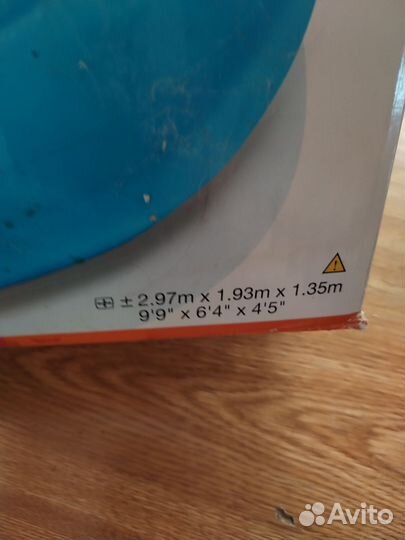 ± 2.97m x 1.93m x 1.35m
9'9" x 6'4" x 4'5"
Avito